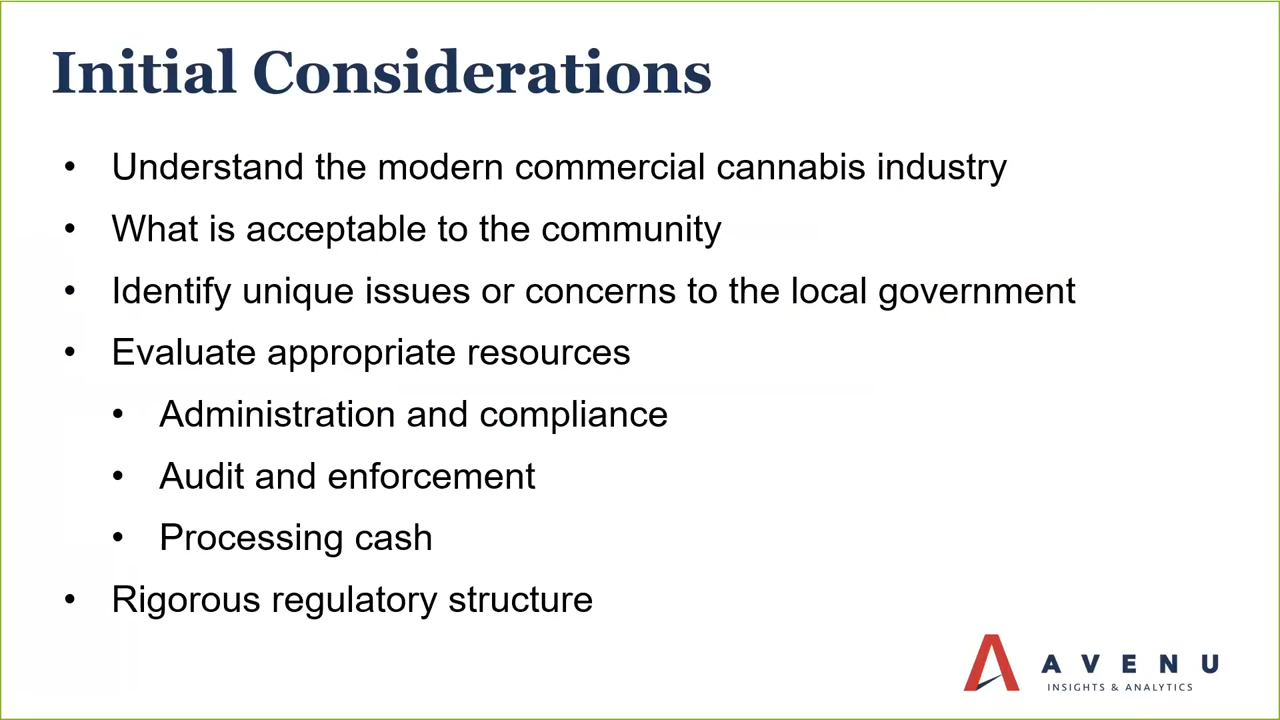 Initial Considerations
• Understand the modern commercial cannabis industry
• What is acceptable to the community
• Identify unique issues or concerns to the local government
• Evaluate appropriate resources
• Administration and compliance
• Audit and enforcement
• Processing cash
• Rigorous regulatory structure
AVENU
INSIGHTS & ANALYTICS